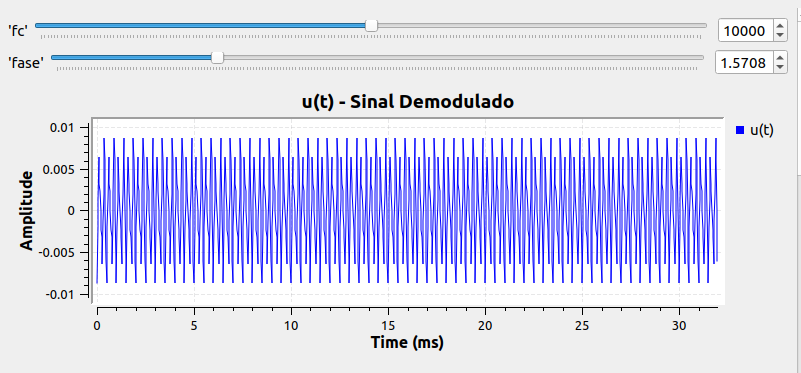 'fc' 10000
'fase' 1.5708
u(t) - Sinal Demodulado
u(t)
Amplitude
0.01
0.005
0
-0.005
-0.01
0 5 10 15 20 25 30
Time (ms)